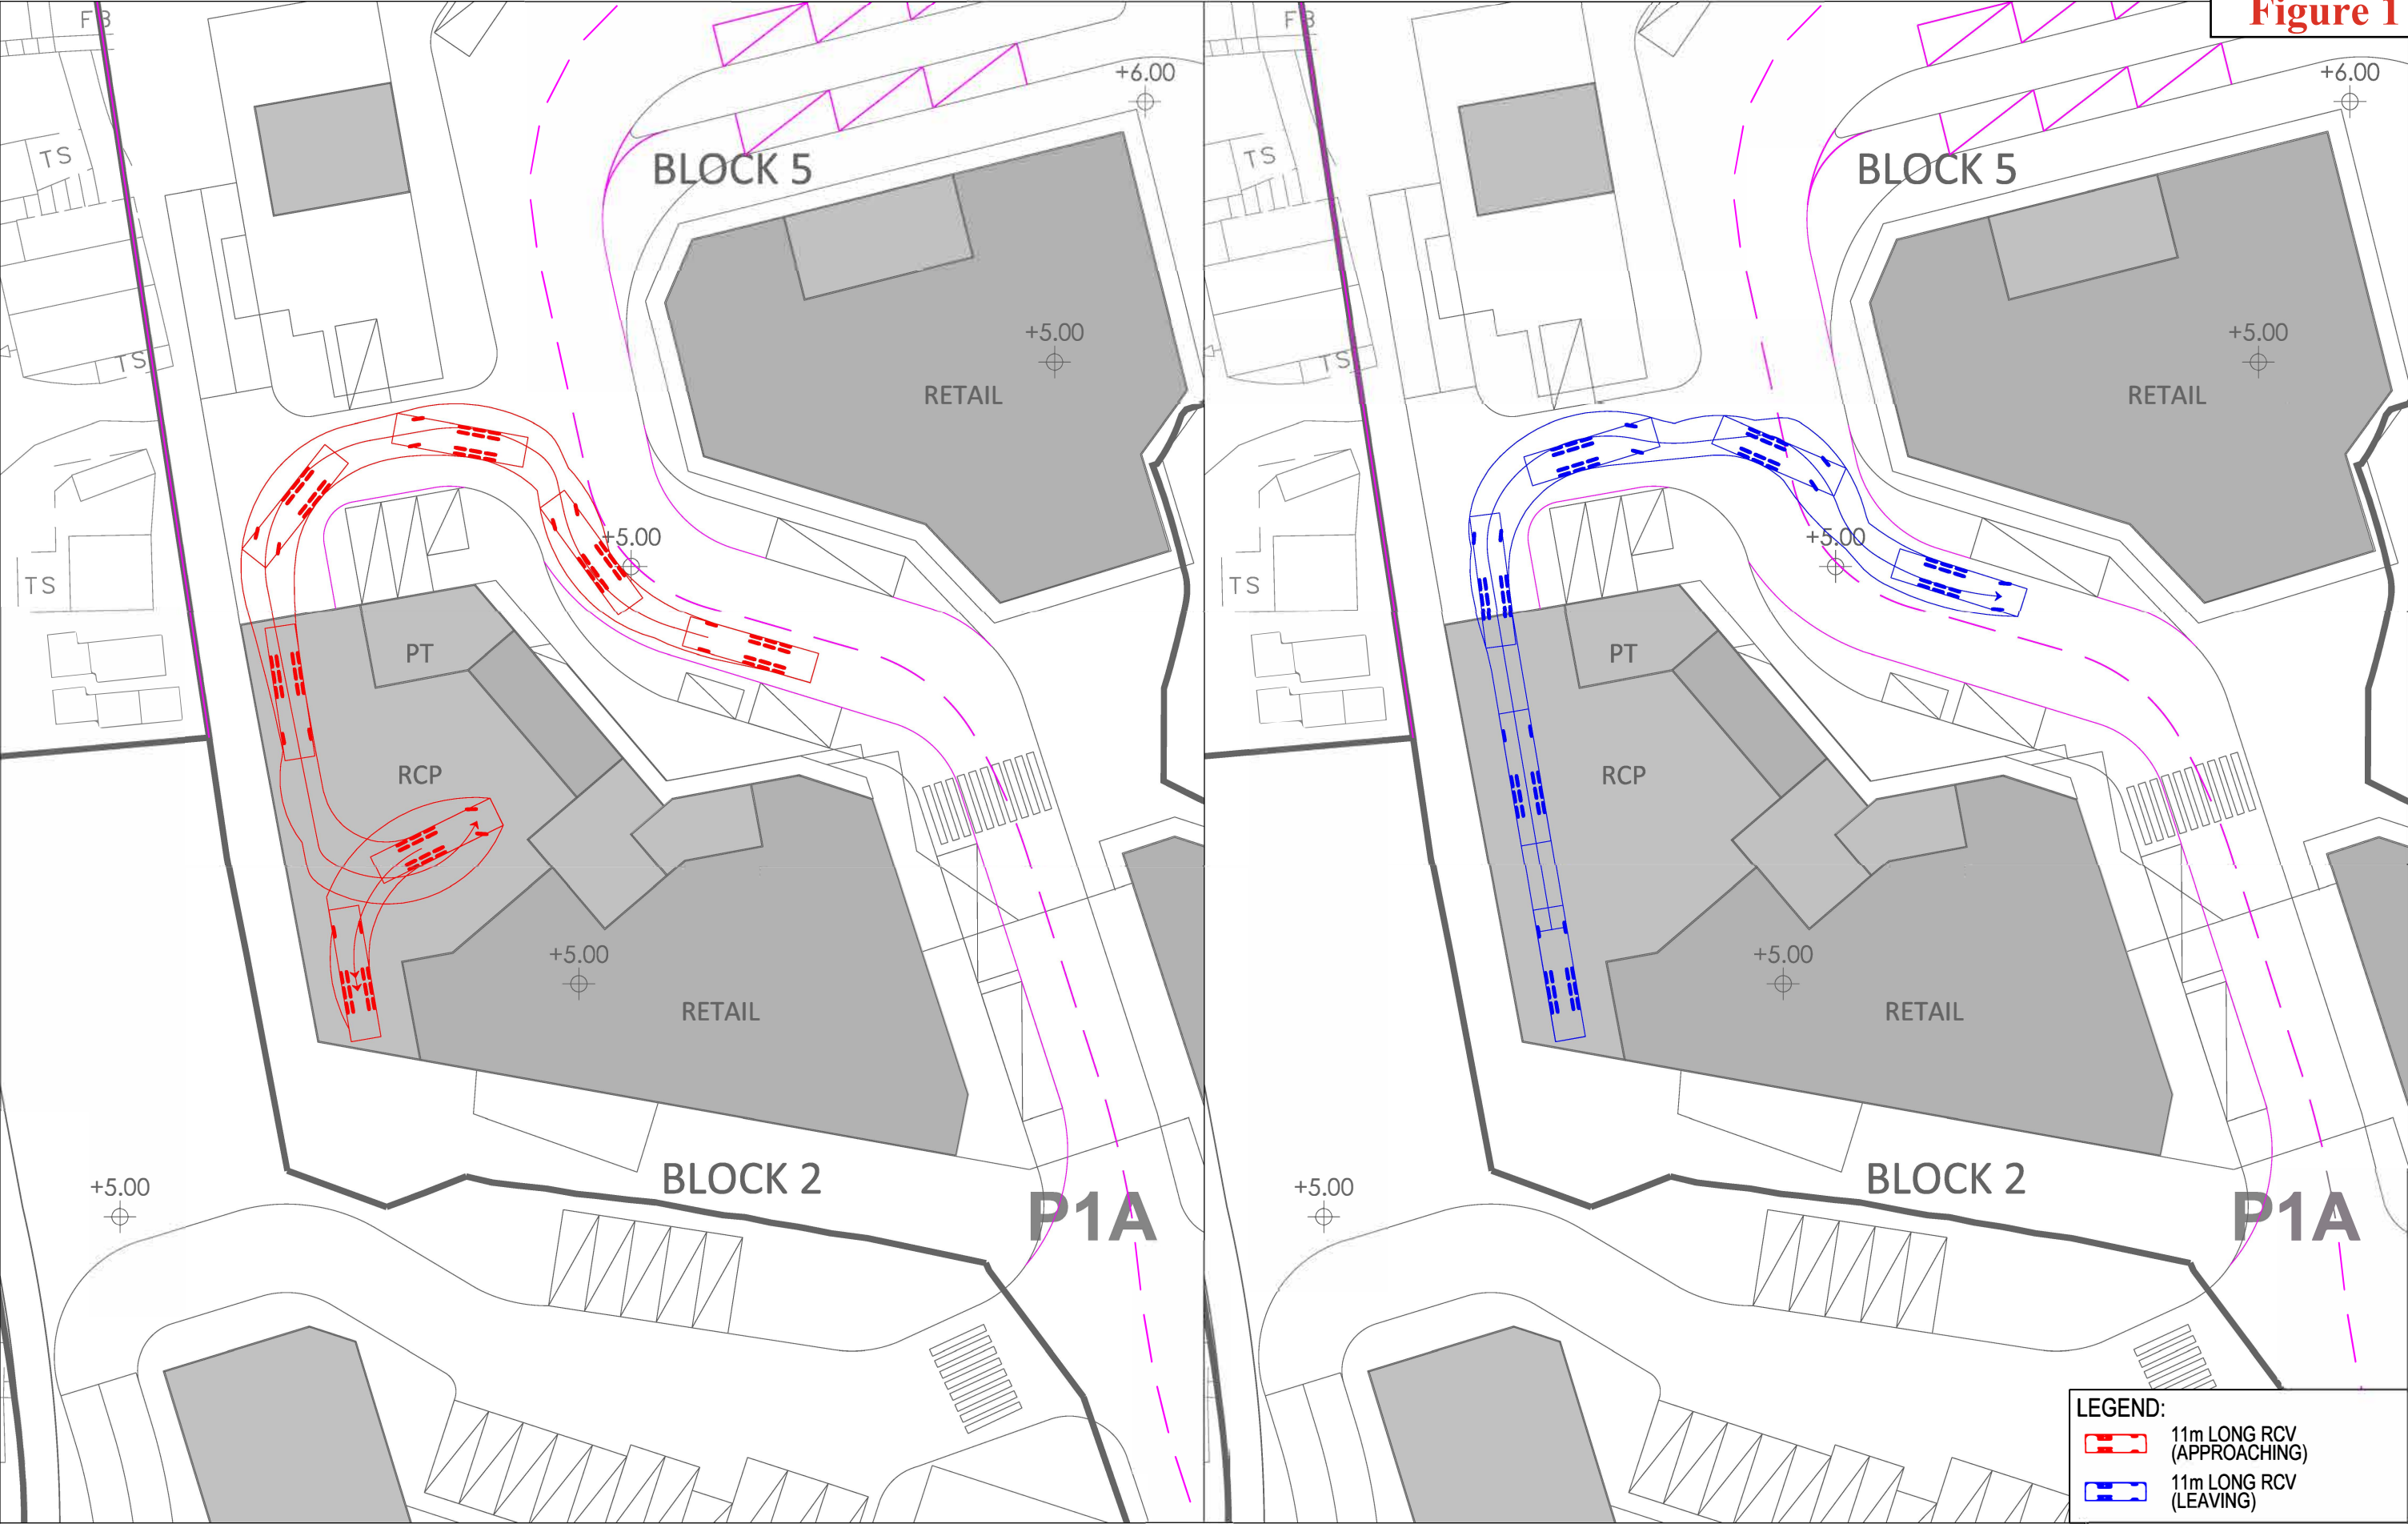 Figure 1
FB
+6.00
TS
BLOCK 5
+5.00
TS
RETAIL
+5.00
TS
PT
RCP
+5.00
RETAIL
BLOCK 2
+5.00
P1A
FB
+6.00
TS
BLOCK 5
+5.00
TS
RETAIL
+5.00
TS
PT
RCP
+5.00
RETAIL
BLOCK 2
+5.00
P1A
LEGEND:
11m LONG RCV
(APPROACHING)
11m LONG RCV
(LEAVING)